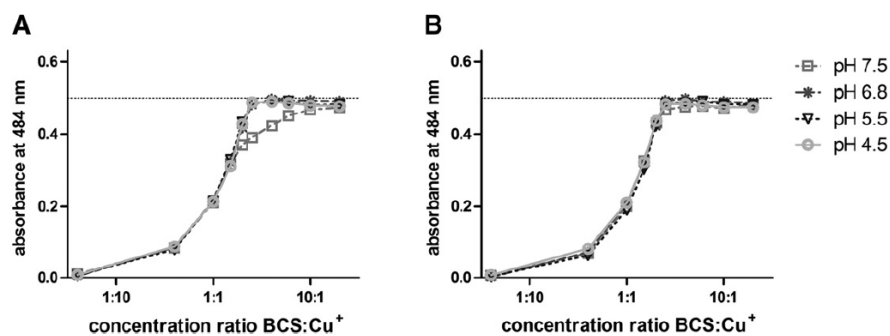 A
absorbance at 484 nm
0.6
0.4
0.2
0.0
1:10
1:1
10:1
concentration ratio BCS:Cu⁺
B
absorbance at 484 nm
0.6
0.4
0.2
0.0
1:10
1:1
10:1
concentration ratio BCS:Cu⁺
pH 7.5
pH 6.8
pH 5.5
pH 4.5